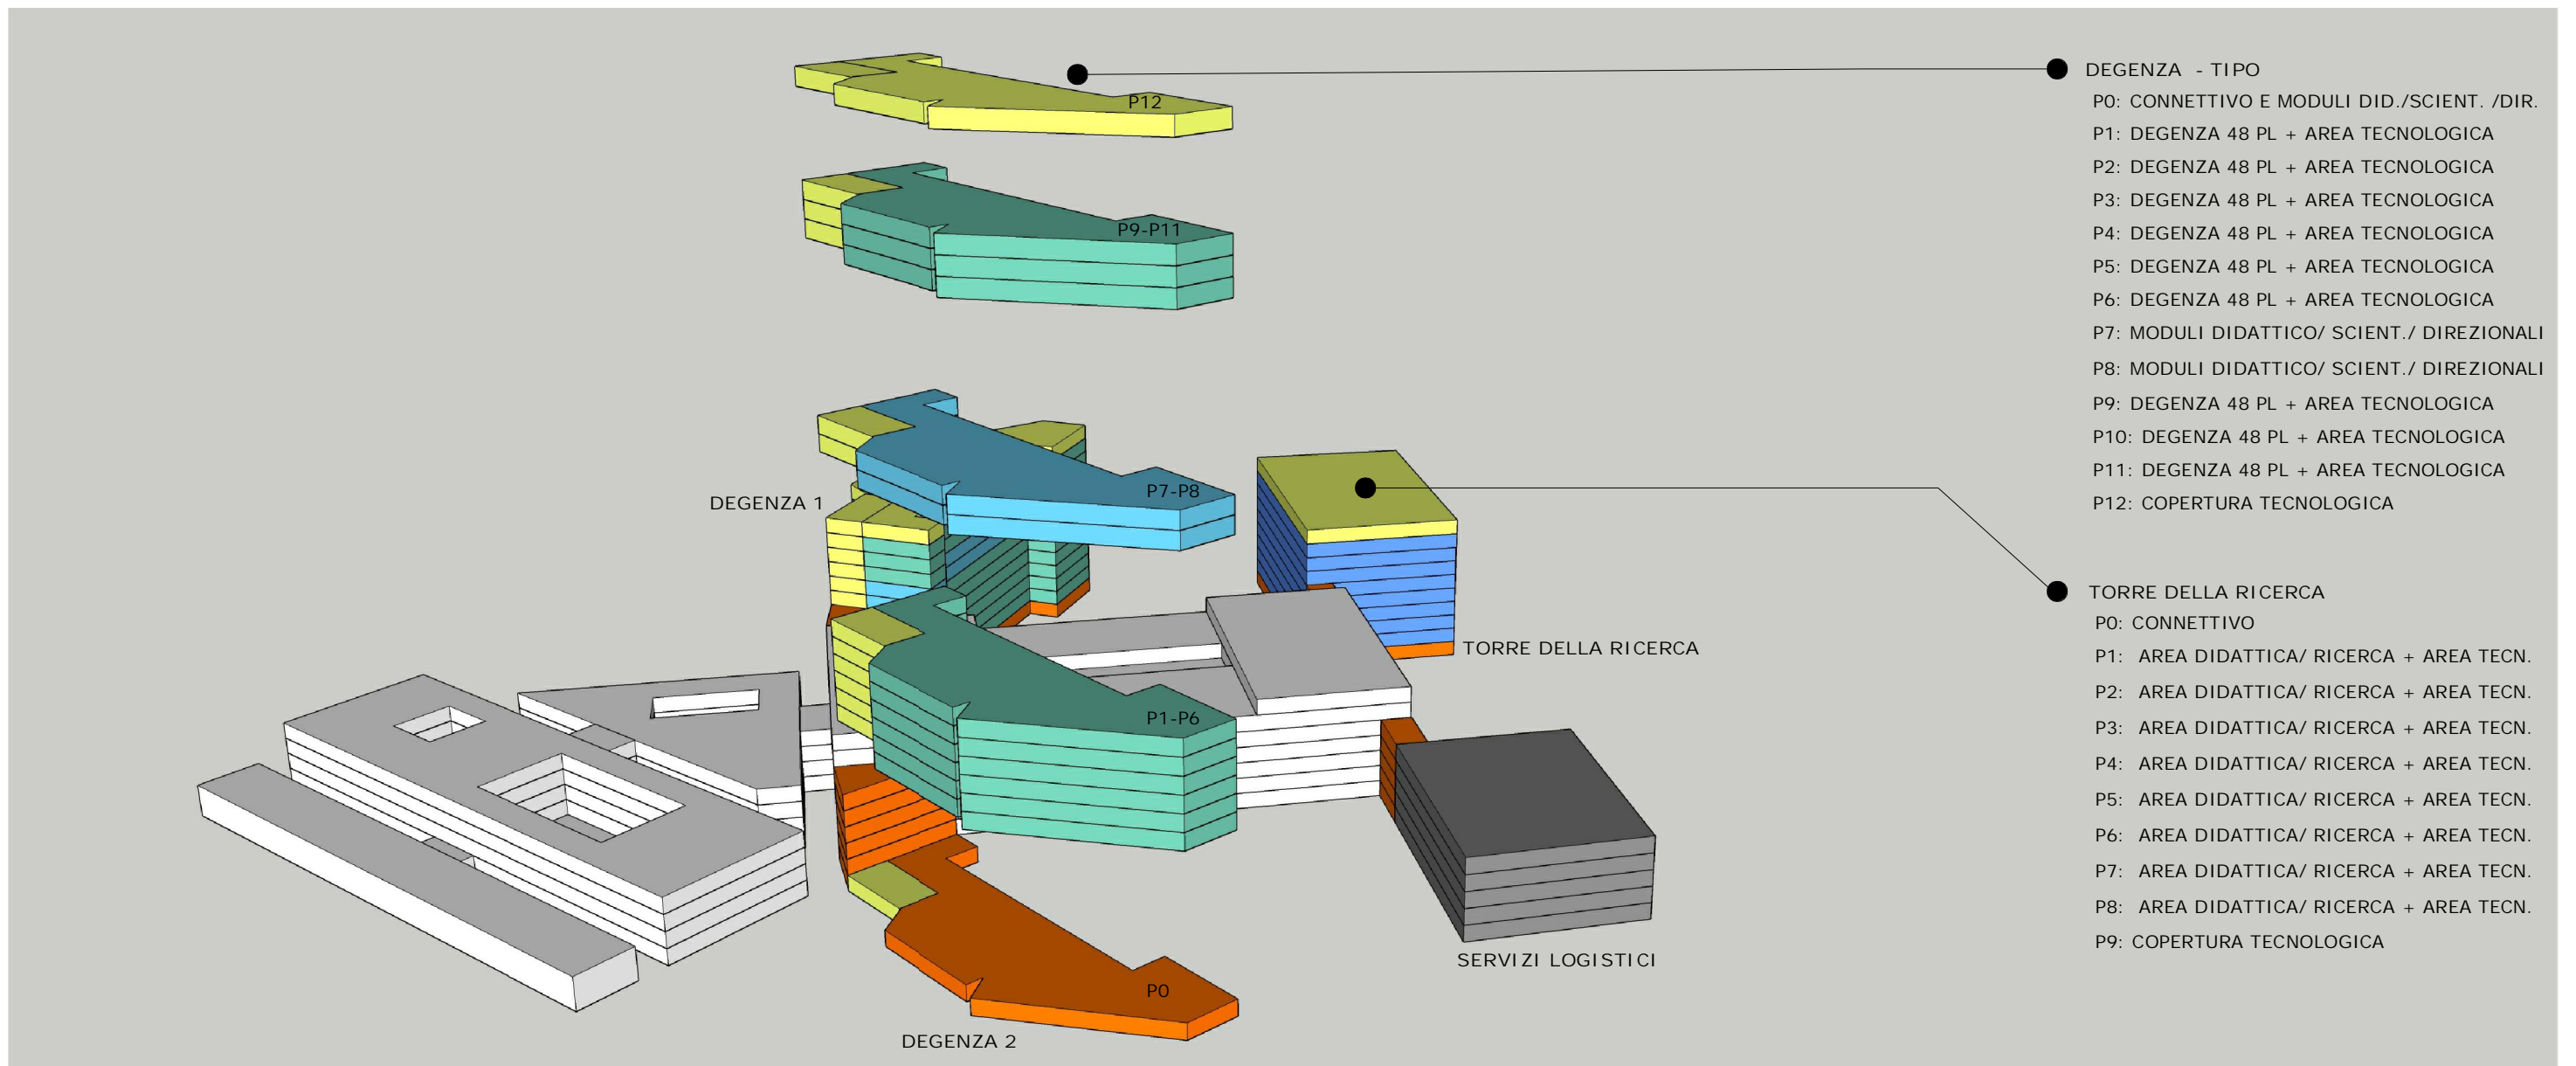 DEGENZA - TIPO
P0: CONNETTIVO E MODULI DID./SCIENT. /DIR.
P1: DEGENZA 48 PL + AREA TECNOLOGICA
P2: DEGENZA 48 PL + AREA TECNOLOGICA
P3: DEGENZA 48 PL + AREA TECNOLOGICA
P4: DEGENZA 48 PL + AREA TECNOLOGICA
P5: DEGENZA 48 PL + AREA TECNOLOGICA
P6: DEGENZA 48 PL + AREA TECNOLOGICA
P7: MODULI DIDATTICO/ SCIENT./ DIREZIONALI
P8: MODULI DIDATTICO/ SCIENT./ DIREZIONALI
P9: DEGENZA 48 PL + AREA TECNOLOGICA
P10: DEGENZA 48 PL + AREA TECNOLOGICA
P11: DEGENZA 48 PL + AREA TECNOLOGICA
P12: COPERTURA TECNOLOGICA
TORRE DELLA RICERCA
P0: CONNETTIVO
P1: AREA DIDATTICA/ RICERCA + AREA TECN.
P2: AREA DIDATTICA/ RICERCA + AREA TECN.
P3: AREA DIDATTICA/ RICERCA + AREA TECN.
P4: AREA DIDATTICA/ RICERCA + AREA TECN.
P5: AREA DIDATTICA/ RICERCA + AREA TECN.
P6: AREA DIDATTICA/ RICERCA + AREA TECN.
P7: AREA DIDATTICA/ RICERCA + AREA TECN.
P8: AREA DIDATTICA/ RICERCA + AREA TECN.
P9: COPERTURA TECNOLOGICA
P12
P9-P11
P7-P8
DEGENZA 1
TORRE DELLA RICERCA
P1-P6
SERVIZI LOGISTICI
P0
DEGENZA 2